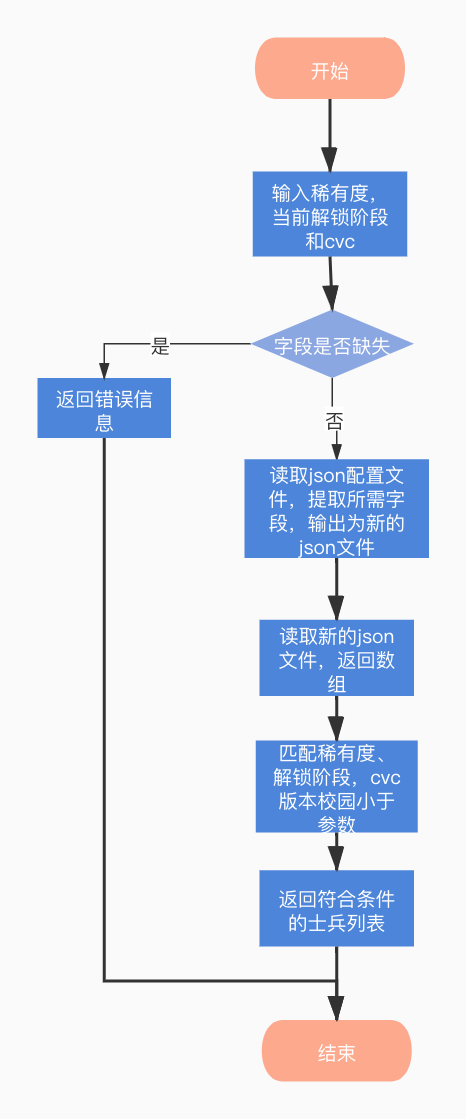 开始
输入稀有度，
当前解锁阶段
和cvc
字段是否缺失
是
返回错误信
息
否
读取json配置文
件，提取所需字
段，输出为新的
json文件
读取新的json
文件，返回数
组
匹配稀有度、
解锁阶段，cvc
版本校园小于
参数
返回符合条件
的士兵列表
结束